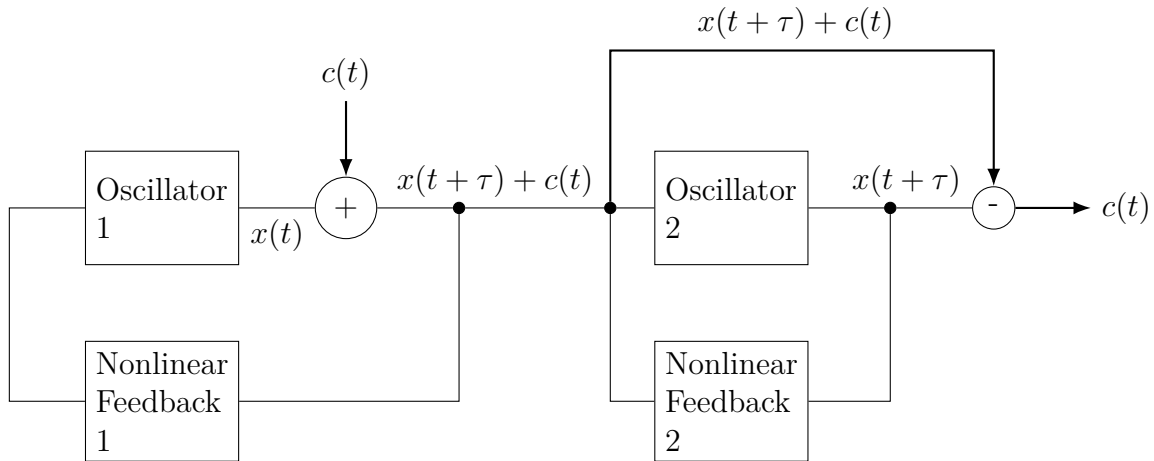 x(t + τ) + c(t)
c(t)
Oscillator
1
x(t)
+
x(t + τ) + c(t)
Oscillator
2
x(t + τ)
-
c(t)
Nonlinear
Feedback
1
Nonlinear
Feedback
2